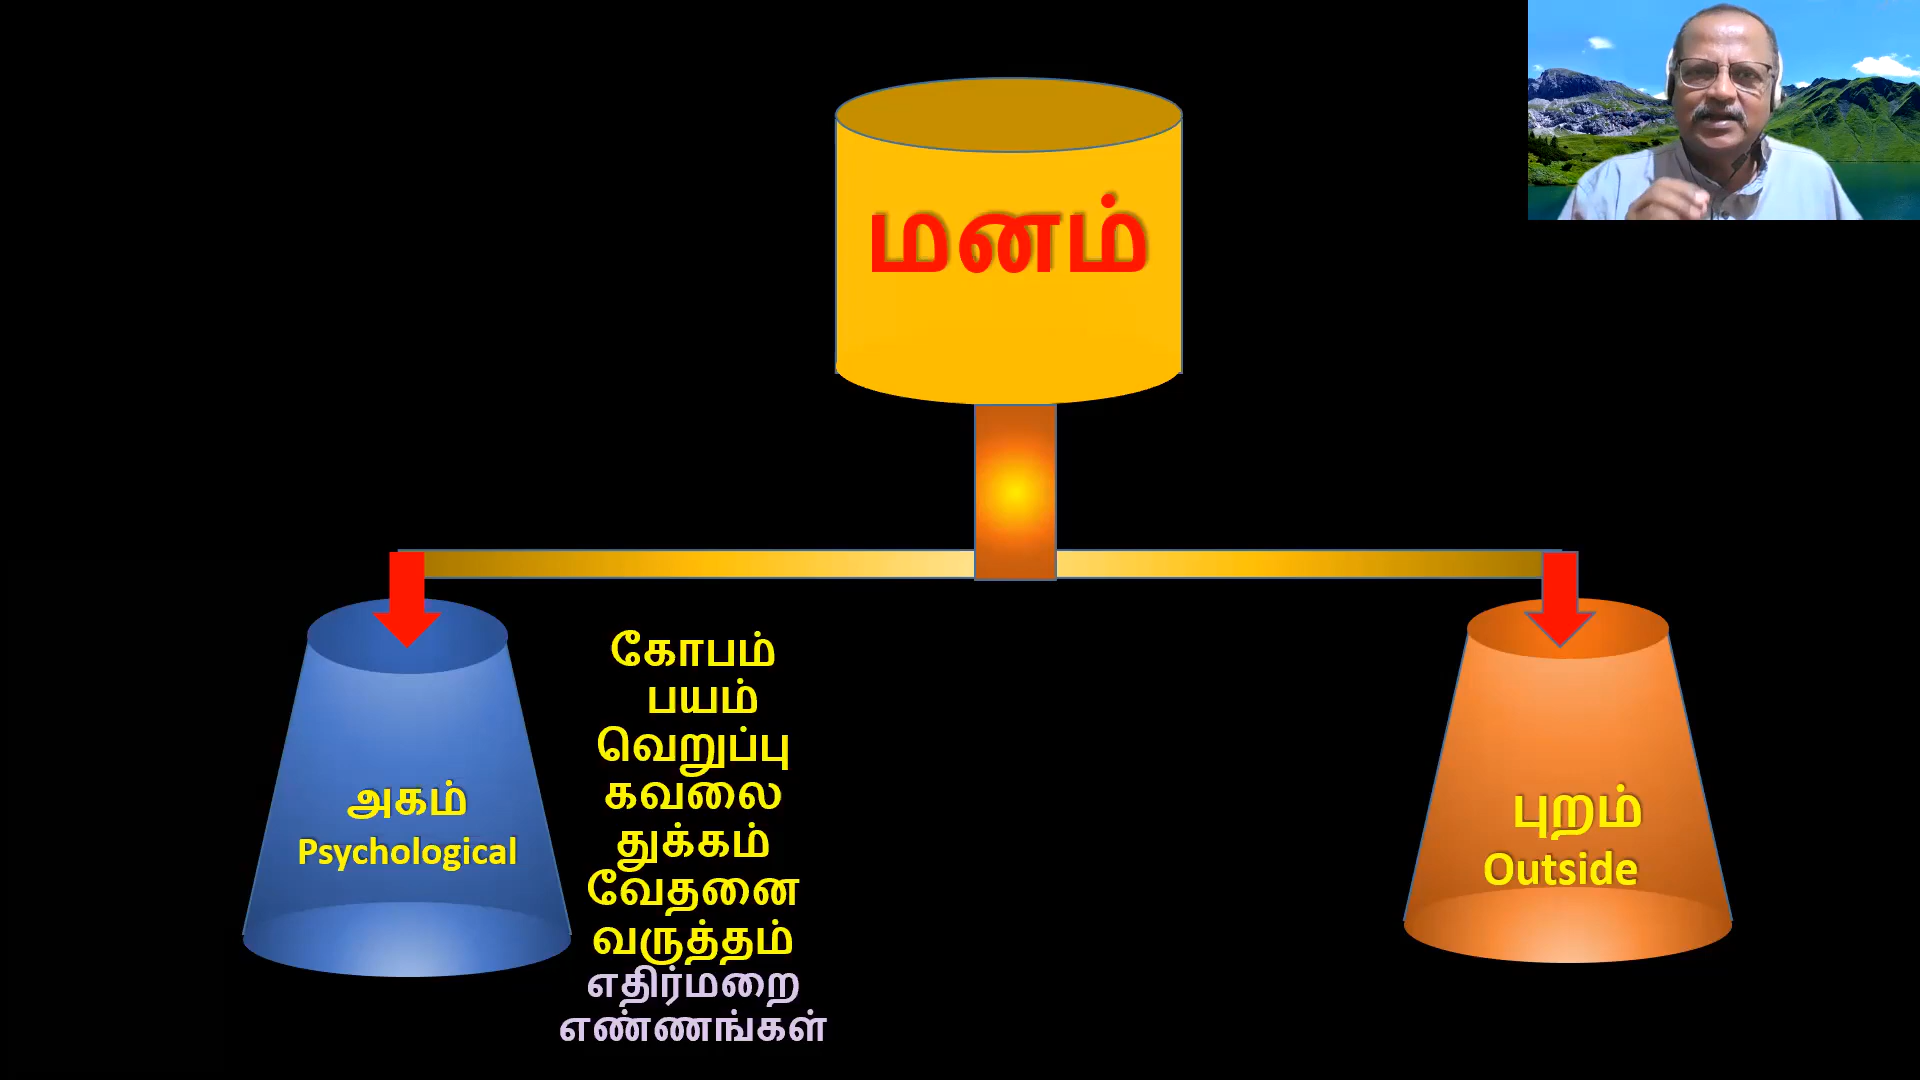 மனம்
அகம்
Psychological
கோபம்
பயம்
வெறுப்பு
கவலை
துக்கம்
வேதனை
வருத்தம்
எதிர்மறை
எண்ணங்கள்
புறம்
Outside